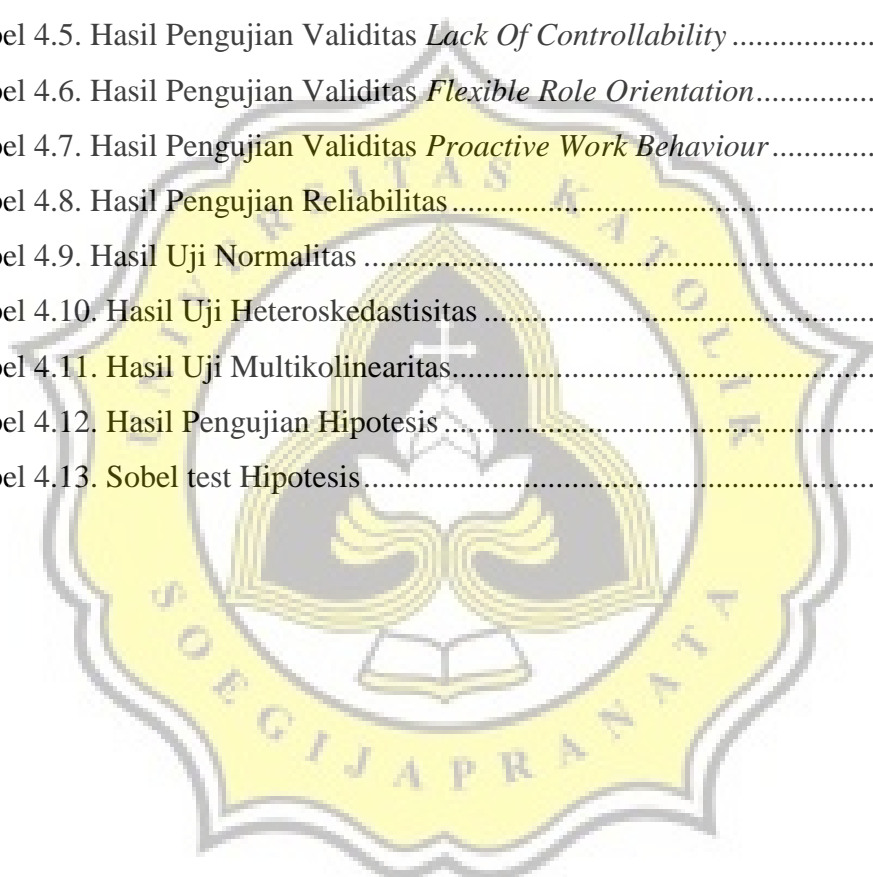 bel 4.5. Hasil Pengujian Validitas Lack Of Controllability ..................
bel 4.6. Hasil Pengujian Validitas Flexible Role Orientation...............
bel 4.7. Hasil Pengujian Validitas Proactive Work Behaviour .............
bel 4.8. Hasil Pengujian Reliabilitas.....................................................
bel 4.9. Hasil Uji Normalitas ................................................................
bel 4.10. Hasil Uji Heteroskedastisitas .................................................
bel 4.11. Hasil Uji Multikolinearitas.....................................................
bel 4.12. Hasil Pengujian Hipotesis ......................................................
bel 4.13. Sobel test Hipotesis................................................................
UNIVERSITAS KATOLIK
SOEGIJAPRANATA